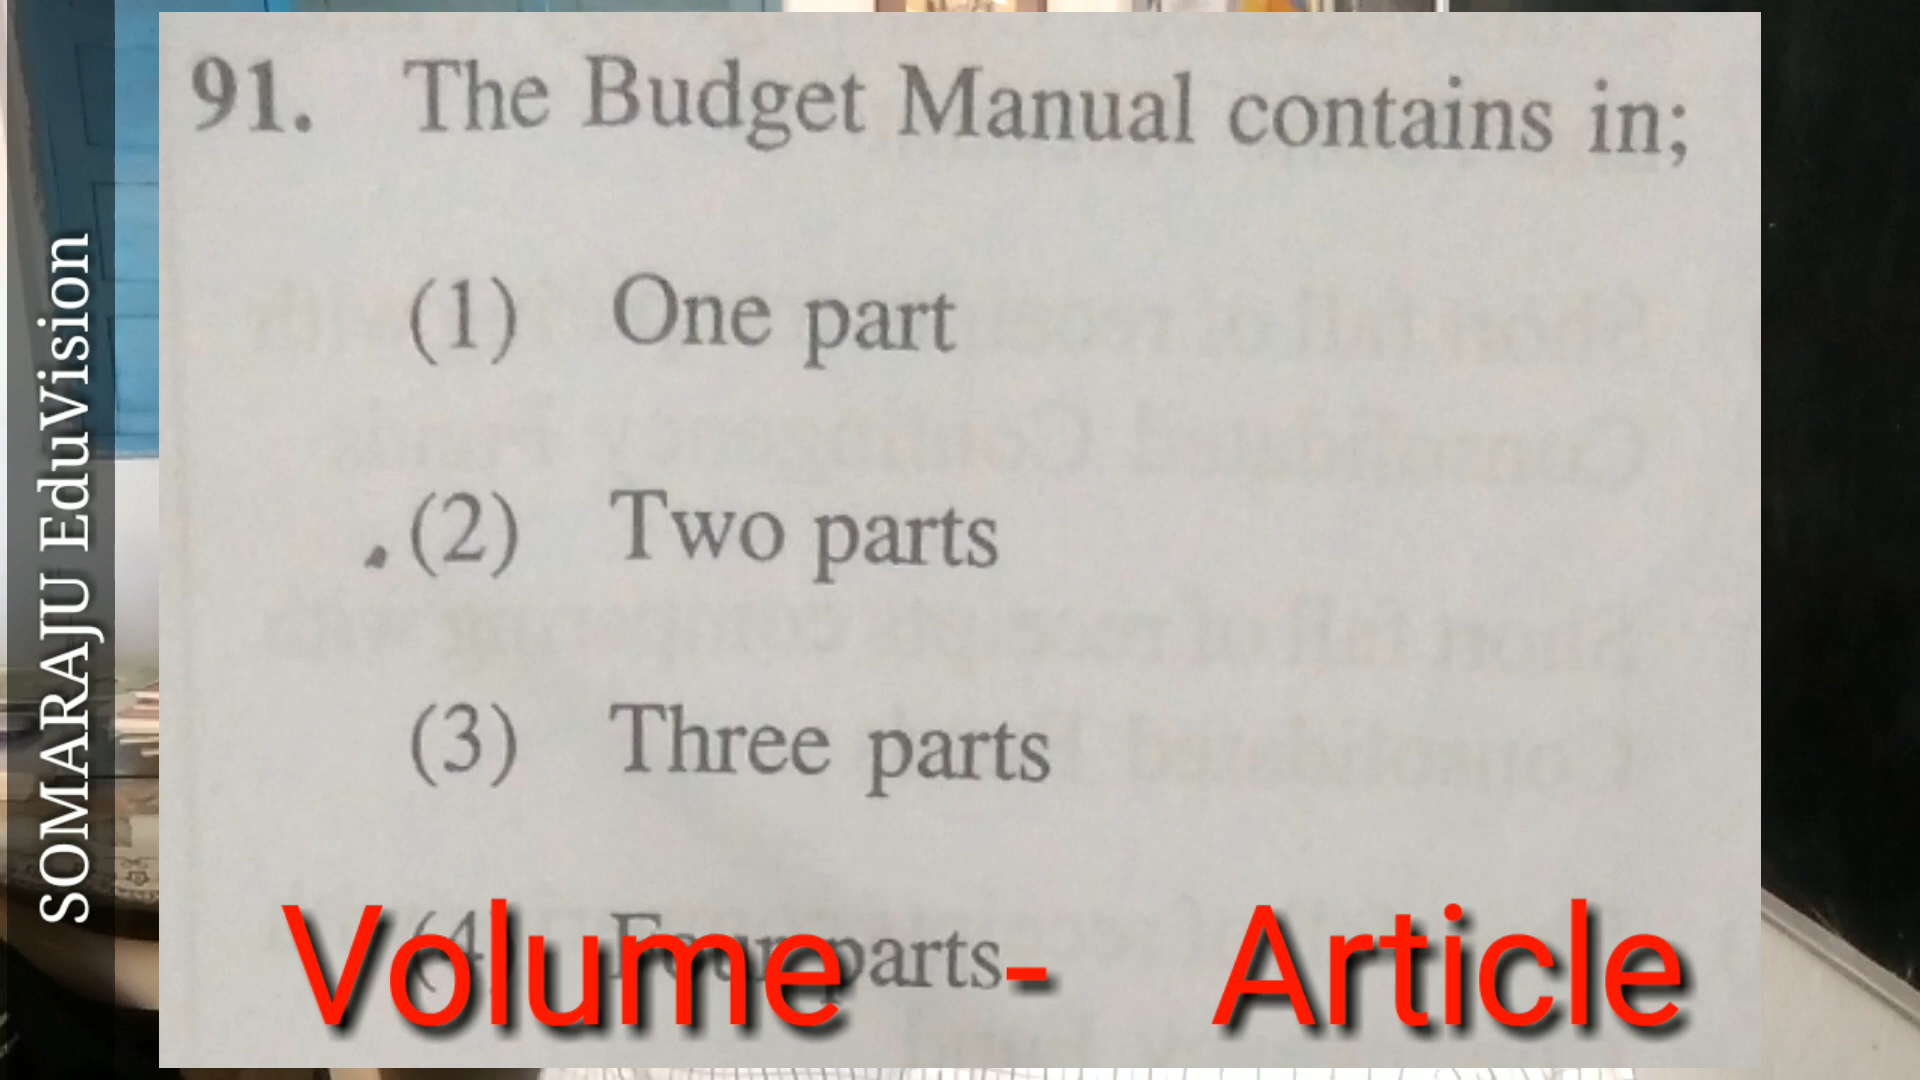 SOMARAJU EduVision
91. The Budget Manual contains in;
(1) One part
(2) Two parts
(3) Three parts
(4) Four parts
Volume - Article